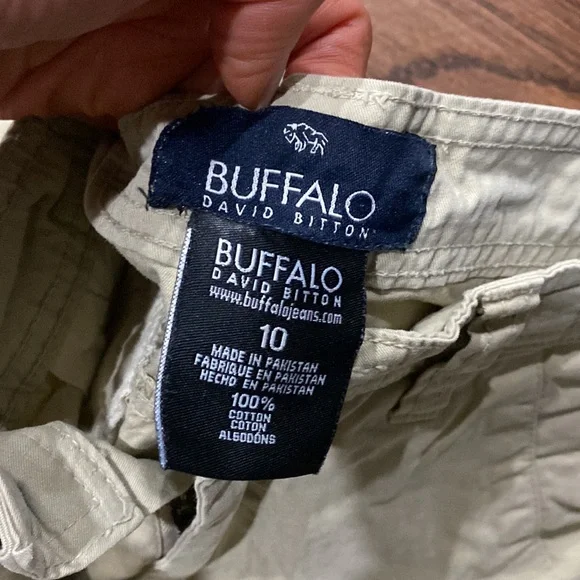 BUFFALO
DAVID BITTON
BUFFALO
DAVID BITTON
www.buffalojeans.com
10
MADE IN PAKISTAN
FABRIQUE EN PAKISTAN
HECHO EN PAKISTAN
100%
COTTON
COTON
ALGODÓNS